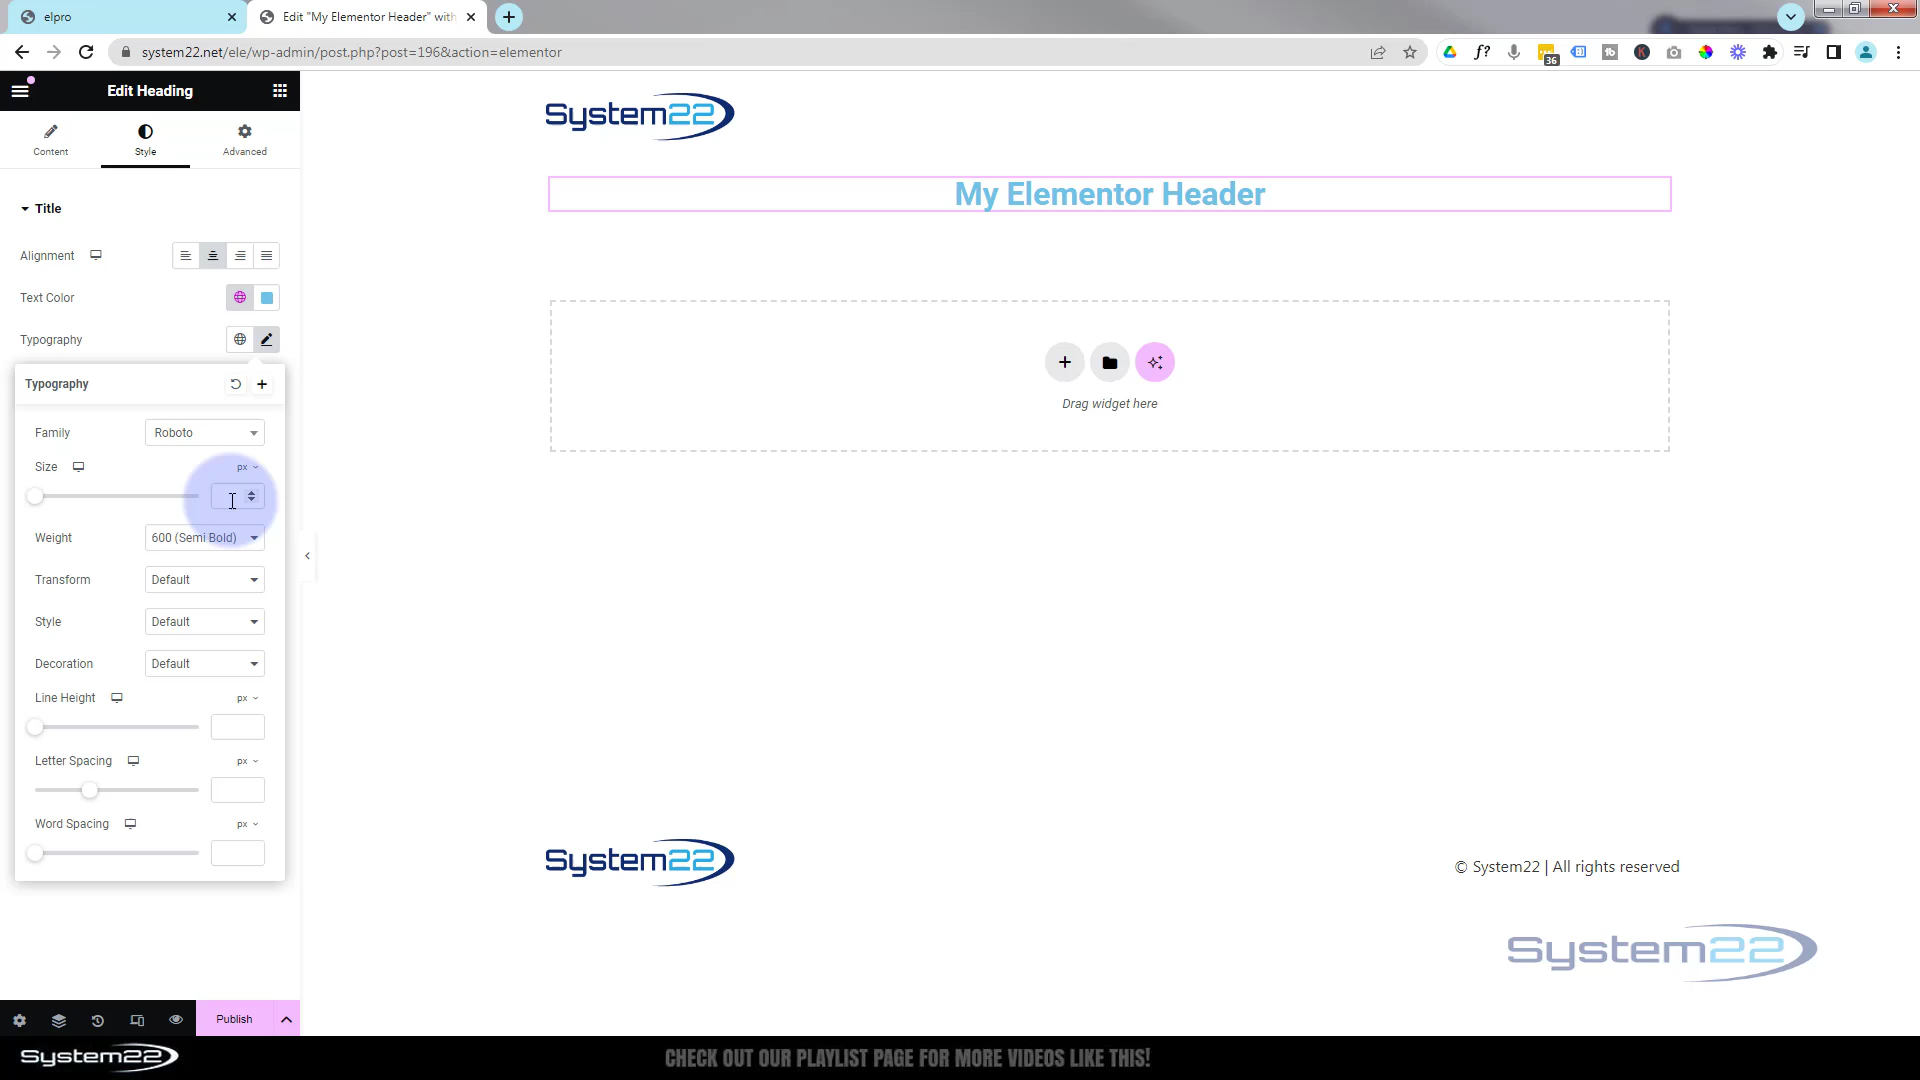 elpro
Edit "My Elementor Header" with
system22.net/ele/wp-admin/post.php?post=196&action=elementor
36
Edit Heading
Content
Style
Advanced
Title
Alignment
Text Color
Typography
Typography
Family
Roboto
Size
px
Weight
600 (Semi Bold)
Transform
Default
Style
Default
Decoration
Default
Line Height
px
Letter Spacing
px
Word Spacing
px
Publish
System22
My Elementor Header
Drag widget here
System22
© System22 | All rights reserved
System22
System22
CHECK OUT OUR PLAYLIST PAGE FOR MORE VIDEOS LIKE THIS!